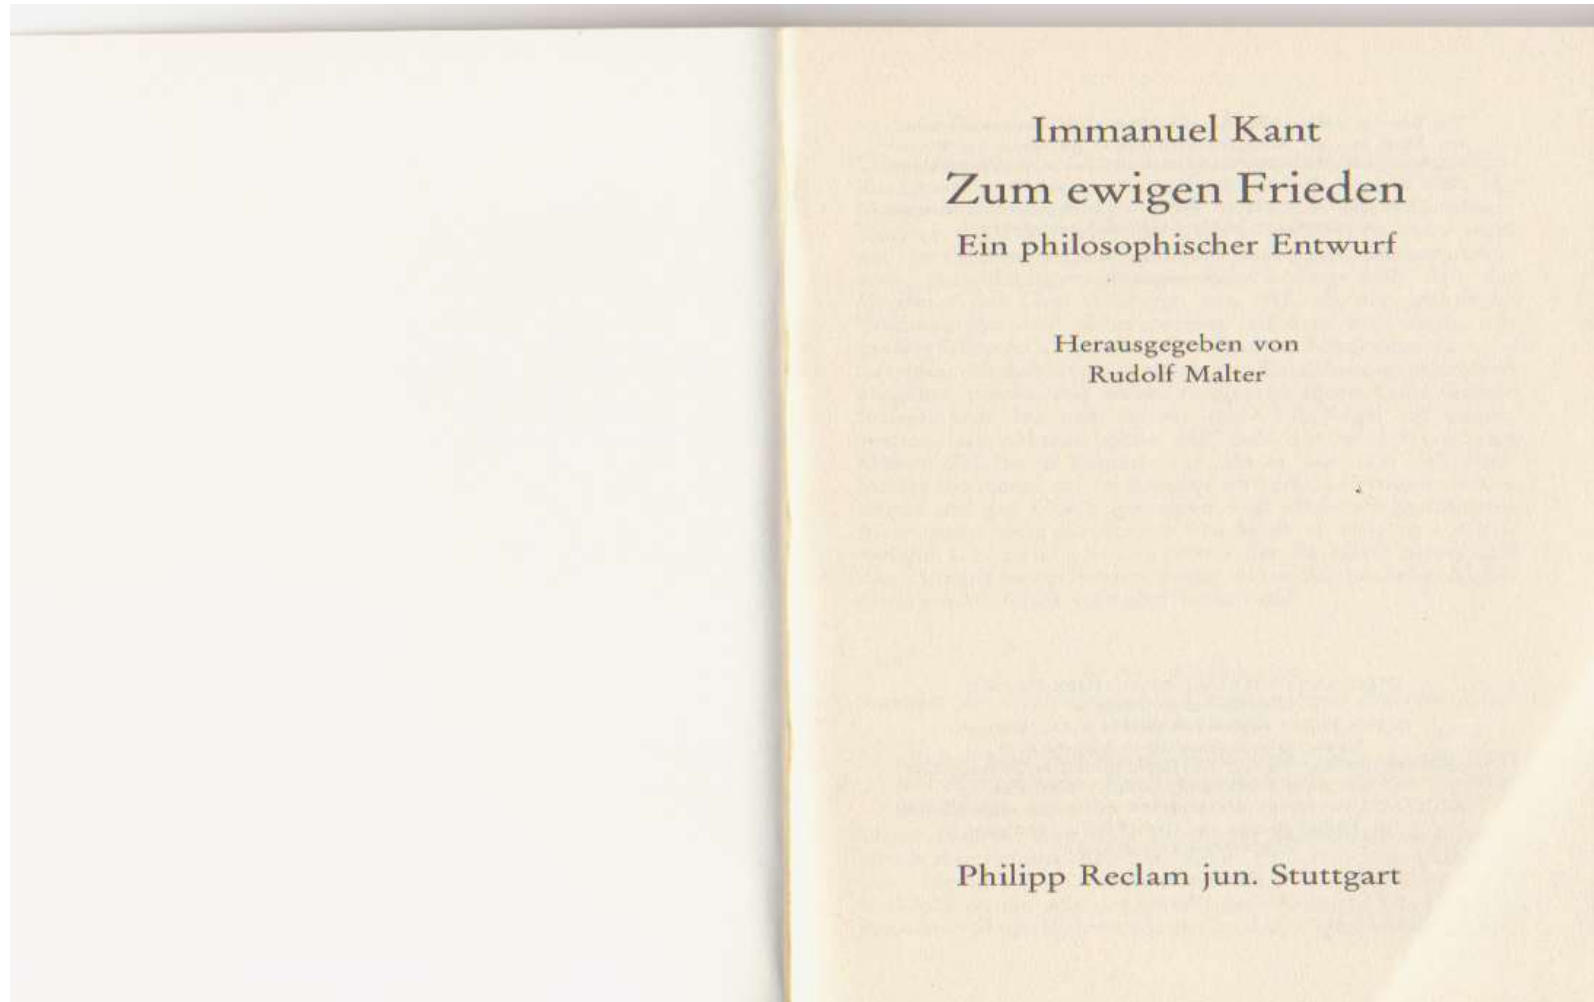 Immanuel Kant
Zum ewigen Frieden
Ein philosophischer Entwurf
Herausgegeben von
Rudolf Malter
Philipp Reclam jun. Stuttgart